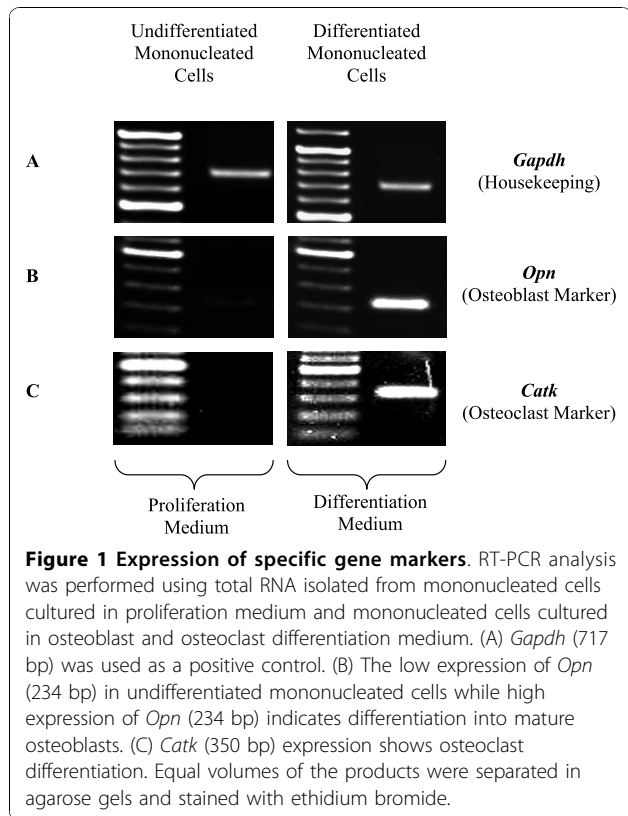 Undifferentiated
Mononucleated
Cells
Differentiated
Mononucleated
Cells
A
Gapdh
(Housekeeping)
B
Opn
(Osteoblast Marker)
C
Catk
(Osteoclast Marker)
Proliferation
Medium
Differentiation
Medium
Figure 1 Expression of specific gene markers. RT-PCR analysis
was performed using total RNA isolated from mononucleated cells
cultured in proliferation medium and mononucleated cells cultured
in osteoblast and osteoclast differentiation medium. (A) Gapdh (717
bp) was used as a positive control. (B) The low expression of Opn
(234 bp) in undifferentiated mononucleated cells while high
expression of Opn (234 bp) indicates differentiation into mature
osteoblasts. (C) Catk (350 bp) expression shows osteoclast
differentiation. Equal volumes of the products were separated in
agarose gels and stained with ethidium bromide.